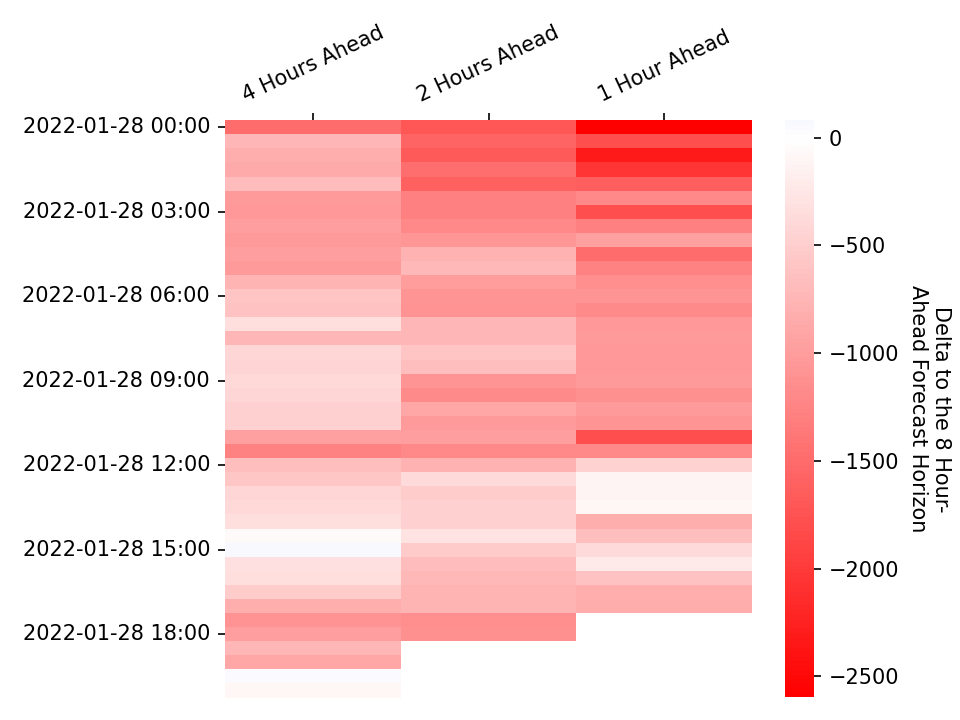 4 Hours Ahead
2 Hours Ahead
1 Hour Ahead
2022-01-28 00:00
2022-01-28 03:00
2022-01-28 06:00
2022-01-28 09:00
2022-01-28 12:00
2022-01-28 15:00
2022-01-28 18:00
0
−500
−1000
−1500
−2000
−2500
Delta to the 8 Hour-
Ahead Forecast Horizon